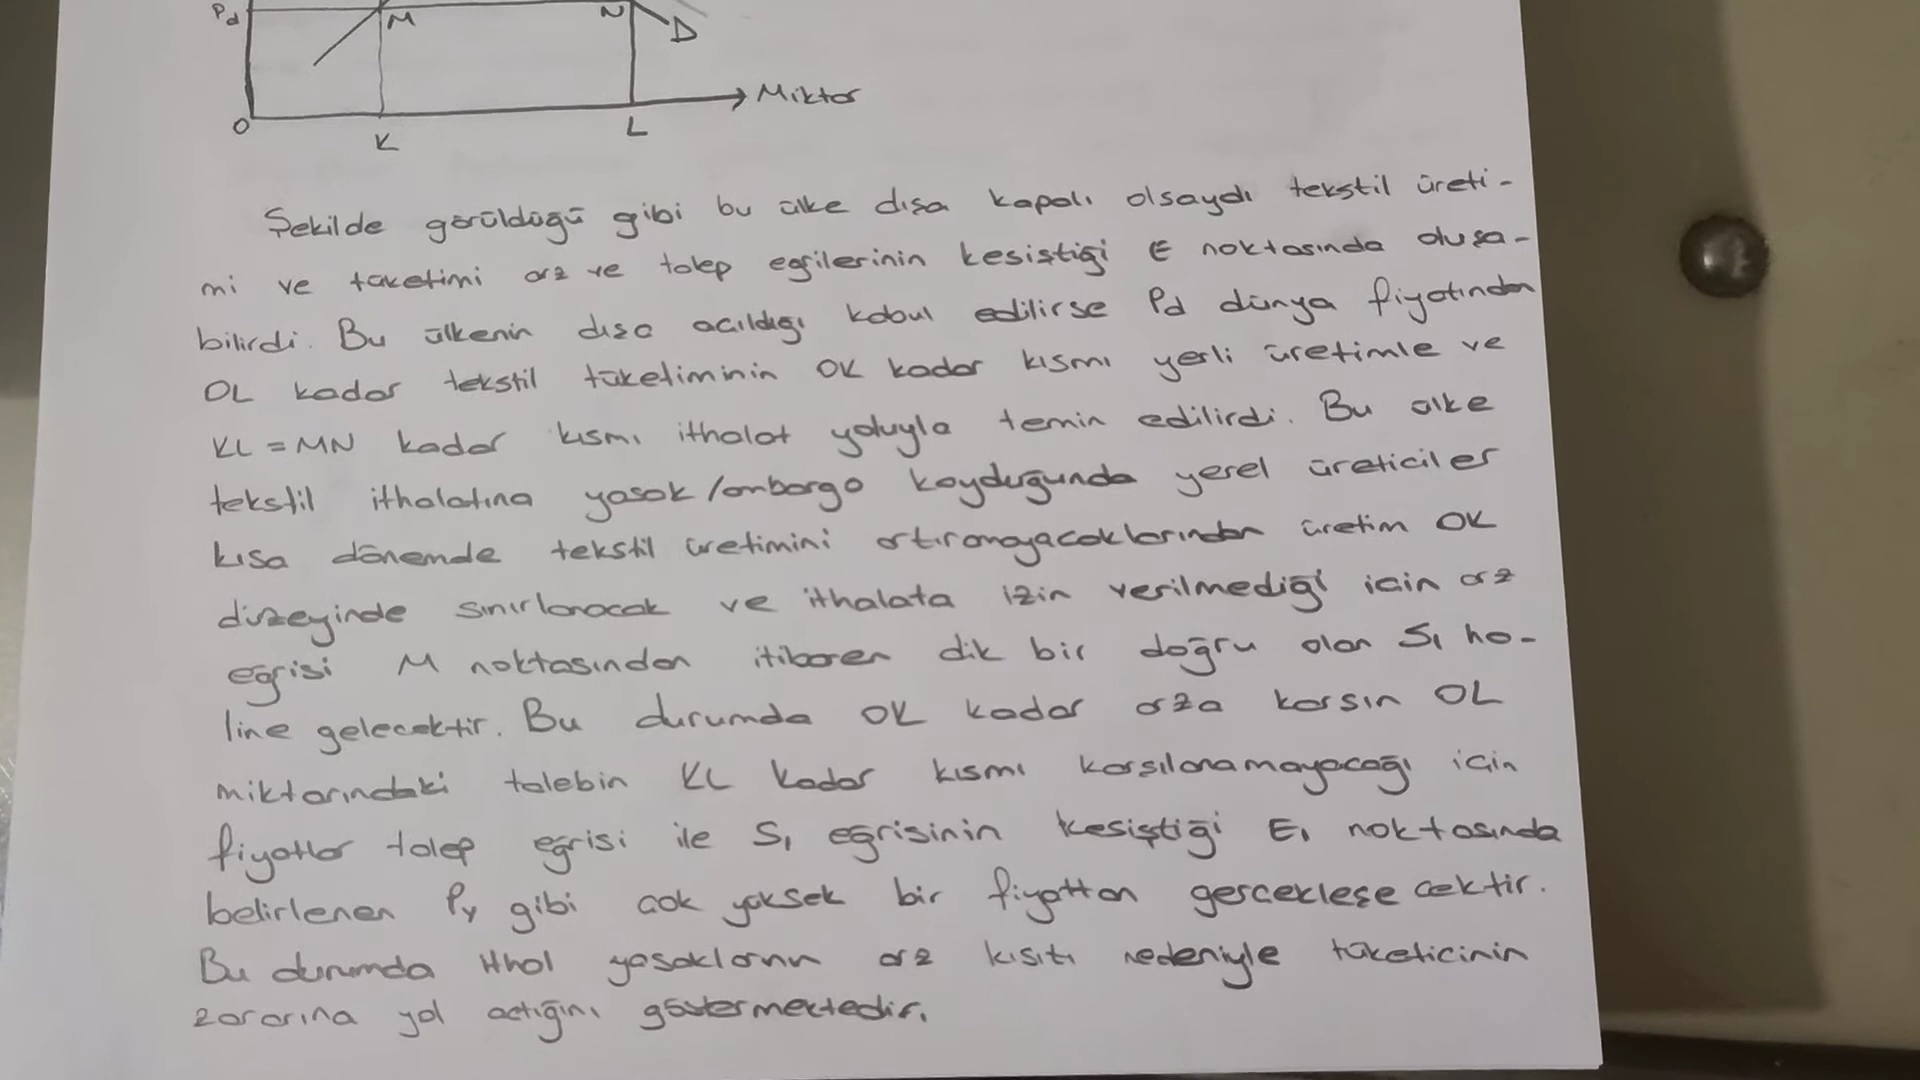 Pd M N D
Miktar
O K L
Şekilde görüldüğü gibi bu ülke dışa kapalı olsaydı tekstil üreti-
mi ve tüketimi arz ve talep eğrilerinin kesiştiği E noktasında oluşa-
bilirdi. Bu ülkenin dışa açıldığı kabul edilirse Pd dünya fiyatından
OL kadar tekstil tüketiminin OK kadar kısmı yerli üretimle ve
KL = MN kadar kısmı ithalat yoluyla temin edilirdi. Bu ülke
tekstil ithalatına yasak/ambargo koyduğunda yerel üreticiler
kısa dönemde tekstil üretimini artıramayacaklarından üretim OK
düzeyinde sınırlanacak ve ithalata izin verilmediği için arz
eğrisi M noktasından itibaren dik bir doğru olan S₁ ha-
line gelecektir. Bu durumda OK kadar arza karşın OL
miktarındaki talebin KL kadar kısmı karşılanamayacağı için
fiyatlar talep eğrisi ile S₁ eğrisinin kesiştiği E₁ noktasında
belirlenen Py gibi çok yüksek bir fiyattan gerçekleşecektir.
Bu durumda ithal yasaklarının arz kısıtı nedeniyle tüketicinin
zararına yol açtığını göstermektedir.